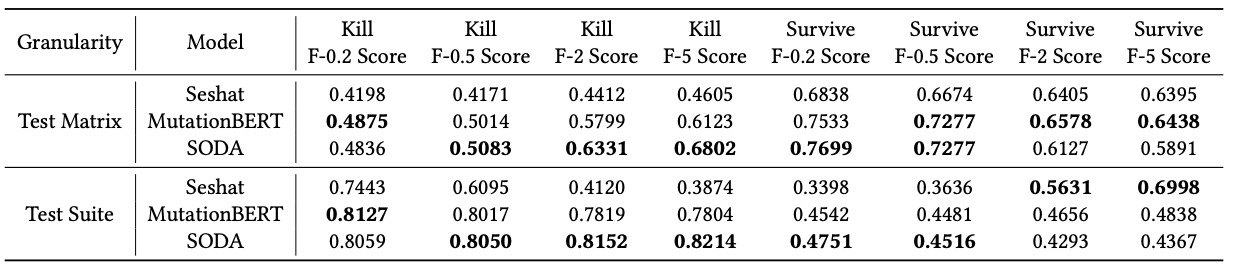 Granularity Model Kill F-0.2 Score Kill F-0.5 Score Kill F-2 Score Kill F-5 Score Survive F-0.2 Score Survive F-0.5 Score Survive F-2 Score Survive F-5 Score
Seshat 0.4198 0.4171 0.4412 0.4605 0.6838 0.6674 0.6405 0.6395
Test Matrix MutationBERT 0.4875 0.5014 0.5799 0.6123 0.7533 0.7277 0.6578 0.6438
SODA 0.4836 0.5083 0.6331 0.6802 0.7699 0.7277 0.6127 0.5891
Seshat 0.7443 0.6095 0.4120 0.3874 0.3398 0.3636 0.5631 0.6998
Test Suite MutationBERT 0.8127 0.8017 0.7819 0.7804 0.4542 0.4481 0.4656 0.4838
SODA 0.8059 0.8050 0.8152 0.8214 0.4751 0.4516 0.4293 0.4367